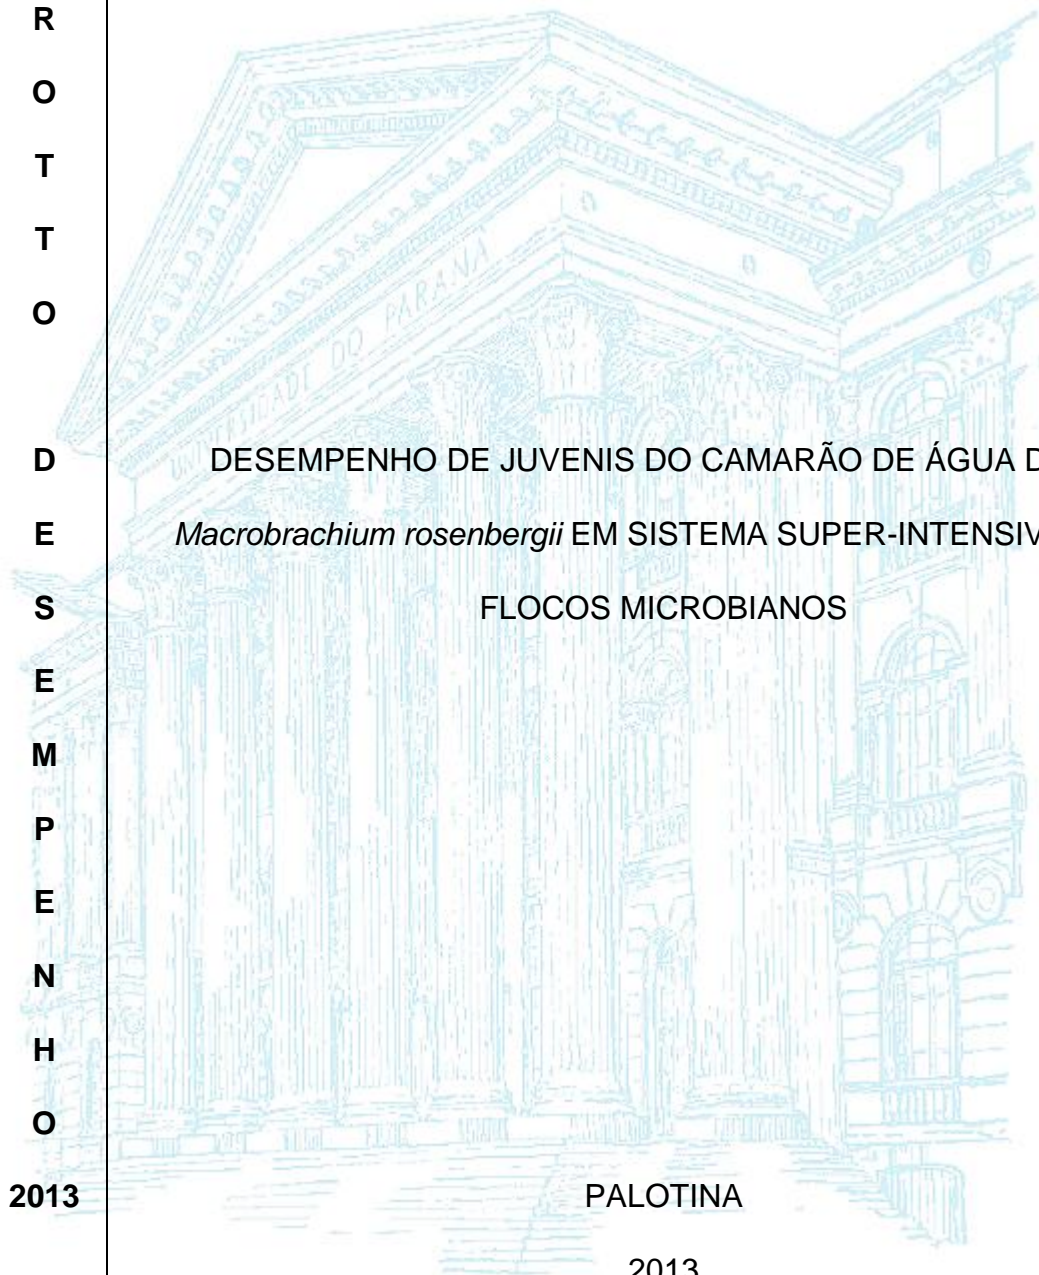 R
O
T
T
O
D
E
S
E
M
P
E
N
H
O
2013
UNIVERSIDADE DO PARANÁ
DESEMPENHO DE JUVENIS DO CAMARÃO DE ÁGUA D
Macrobrachium rosenbergii EM SISTEMA SUPER-INTENSIV
FLOCOS MICROBIANOS
PALOTINA
2013